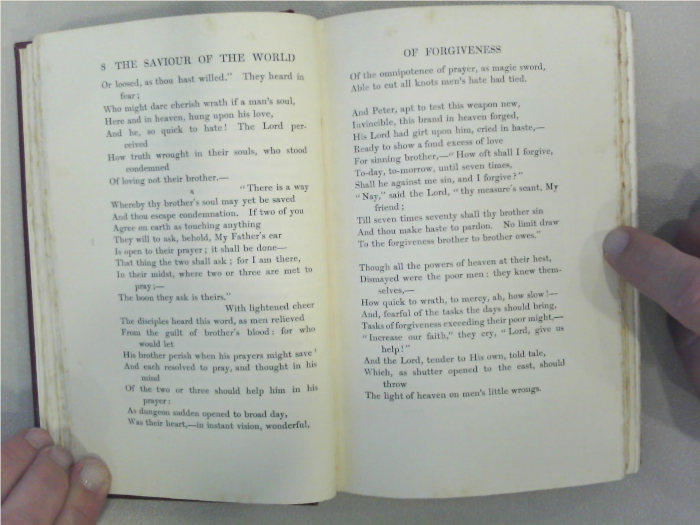 8 THE SAVIOUR OF THE WORLD
Or loosed, as thou hast willed." They heard in
fear;
Who might dare cherish wrath if a man's soul,
Here and in heaven, hung upon his love,
And he, so quick to hate! The Lord per-
ceived
How truth wrought in their souls, who stood
condemned
Of loving not their brother,—
"There is a way
Whereby thy brother's soul may yet be saved
And thou escape condemnation. If two of you
Agree on earth as touching anything
They will to ask, behold, My Father's ear
Is open to their prayer; it shall be done—
That thing the two shall ask; for I am there,
In their midst, where two or three are met to
pray;—
The boon they ask is theirs."
With lightened cheer
The disciples heard this word, as men relieved
From the guilt of brother's blood: for who
would let
His brother perish when his prayers might save?
And each resolved to pray, and thought in his
mind
Of the two or three should help him in his
prayer:
As dungeon sudden opened to broad day,
Was their heart,—in instant vision, wonderful,
OF FORGIVENESS
Of the omnipotence of prayer, as magic sword,
Able to cut all knots men's hate had tied.
And Peter, apt to test this weapon new,
Invincible, this brand in heaven forged,
His Lord had girt upon him, cried in haste,—
Ready to show a fond excess of love
For sinning brother,—"How oft shall I forgive,
To-day, to-morrow, until seven times,
Shall he against me sin, and I forgive?"
"Nay," said the Lord, "thy measure's scant, My
friend;
Till seven times seventy shall thy brother sin
And thou make haste to pardon. No limit draw
To the forgiveness brother to brother owes."
Though all the powers of heaven at their hest,
Dismayed were the poor men: they knew them-
selves,—
How quick to wrath, to mercy, ah, how slow!—
And, fearful of the tasks the days should bring,
Tasks of forgiveness exceeding their poor might,—
"Increase our faith," they cry, "Lord, give us
help!"
And the Lord, tender to His own, told tale,
Which, as shutter opened to the east, should
throw
The light of heaven on men's little wrongs.